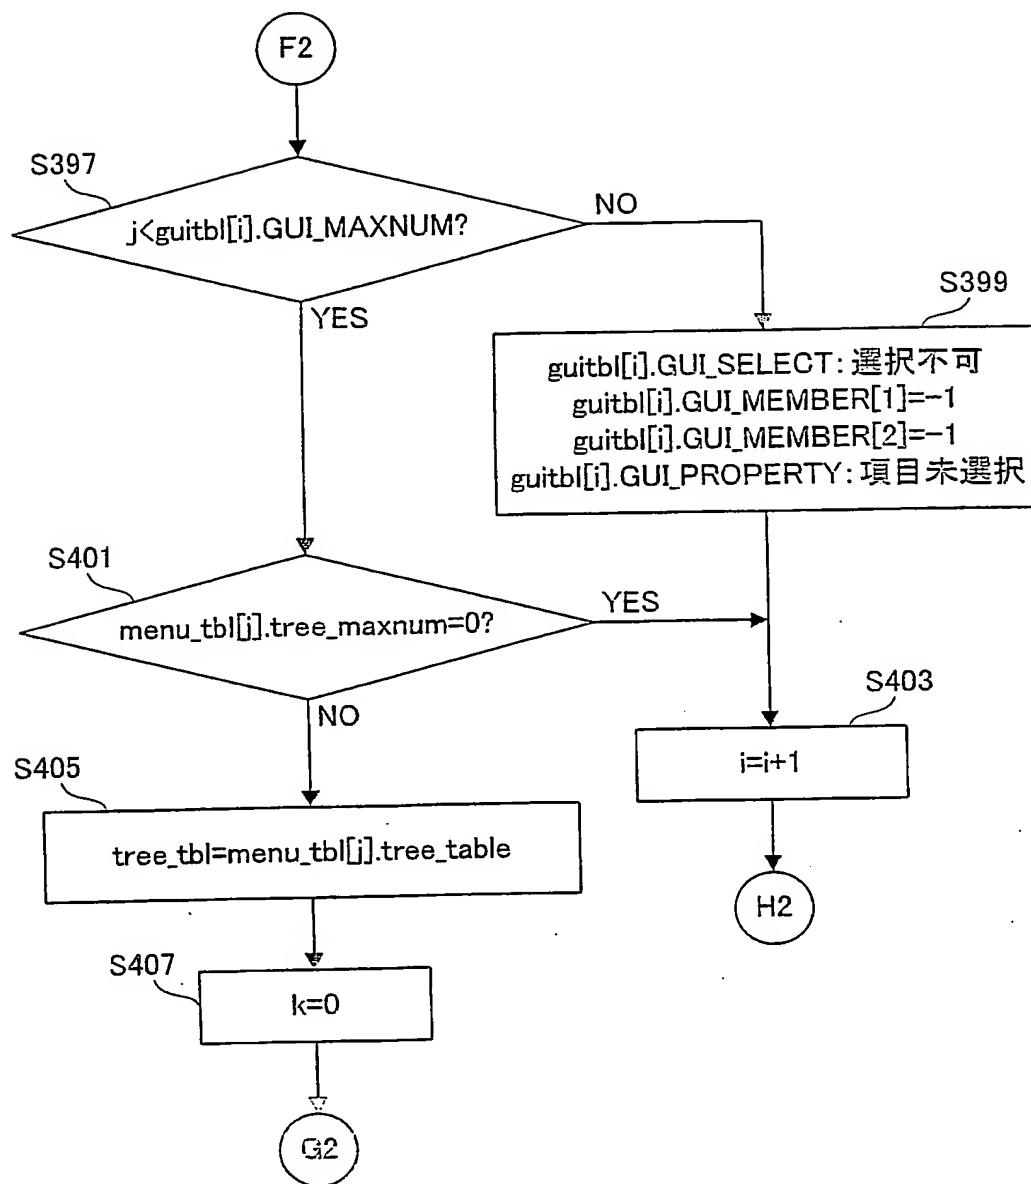 F2
S397
j<guitbl[i].GUI_MAXNUM?
NO
YES
S399
guitbl[i].GUI_SELECT:選択不可
guitbl[i].GUI_MEMBER[1]=-1
guitbl[i].GUI_MEMBER[2]=-1
guitbl[i].GUI_PROPERTY:項目未選択
S401
menu_tbl[j].tree_maxnum=0?
YES
NO
S403
i=i+1
S405
tree_tbl=menu_tbl[j].tree_table
H2
S407
k=0
G2